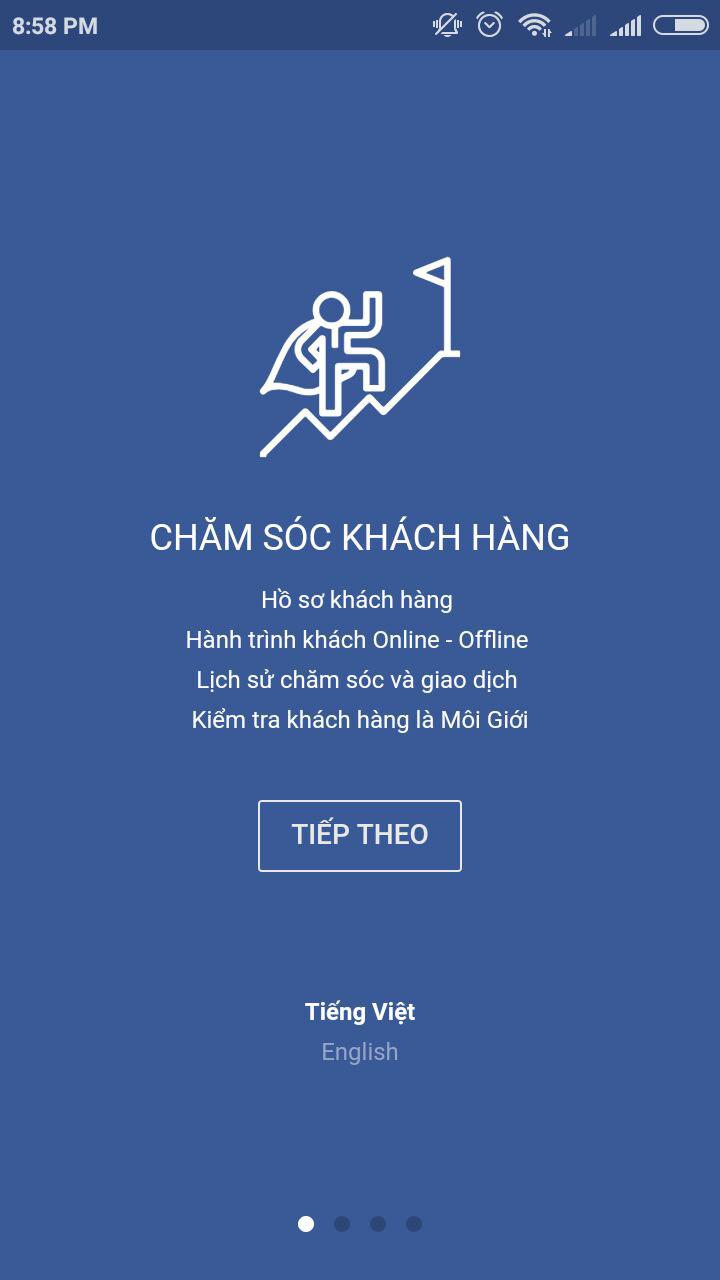 8:58 PM
CHĂM SÓC KHÁCH HÀNG
Hồ sơ khách hàng
Hành trình khách Online - Offline
Lịch sử chăm sóc và giao dịch
Kiểm tra khách hàng là Môi Giới
TIẾP THEO
Tiếng Việt
English